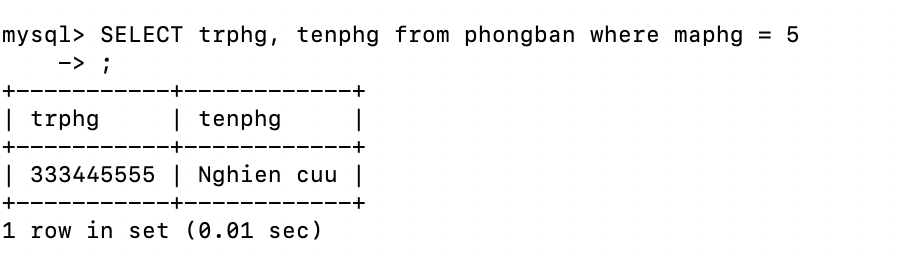 mysql> SELECT trphg, tenphg from phongban where maphg = 5
    -> ;
+-----------+------------+
| trphg     | tenphg     |
+-----------+------------+
| 333445555 | Nghien cuu |
+-----------+------------+
1 row in set (0.01 sec)